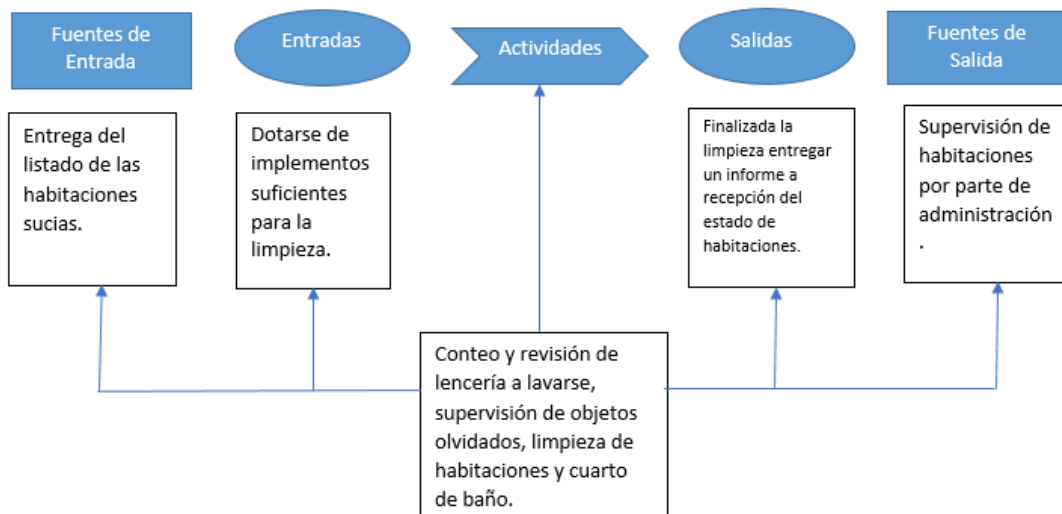 Fuentes de
Entrada
Entradas
Actividades
Salidas
Fuentes de
Salida
Entrega del
listado de las
habitaciones
sucias.
Dotarse de
implementos
suficientes
para la
limpieza.
Finalizada la
limpieza entregar
un informe a
recepción del
estado de
habitaciones.
Supervisión de
habitaciones
por parte de
administración
.
Conteo y revisión de
lencería a lavarse,
supervisión de objetos
olvidados, limpieza de
habitaciones y cuarto
de baño.